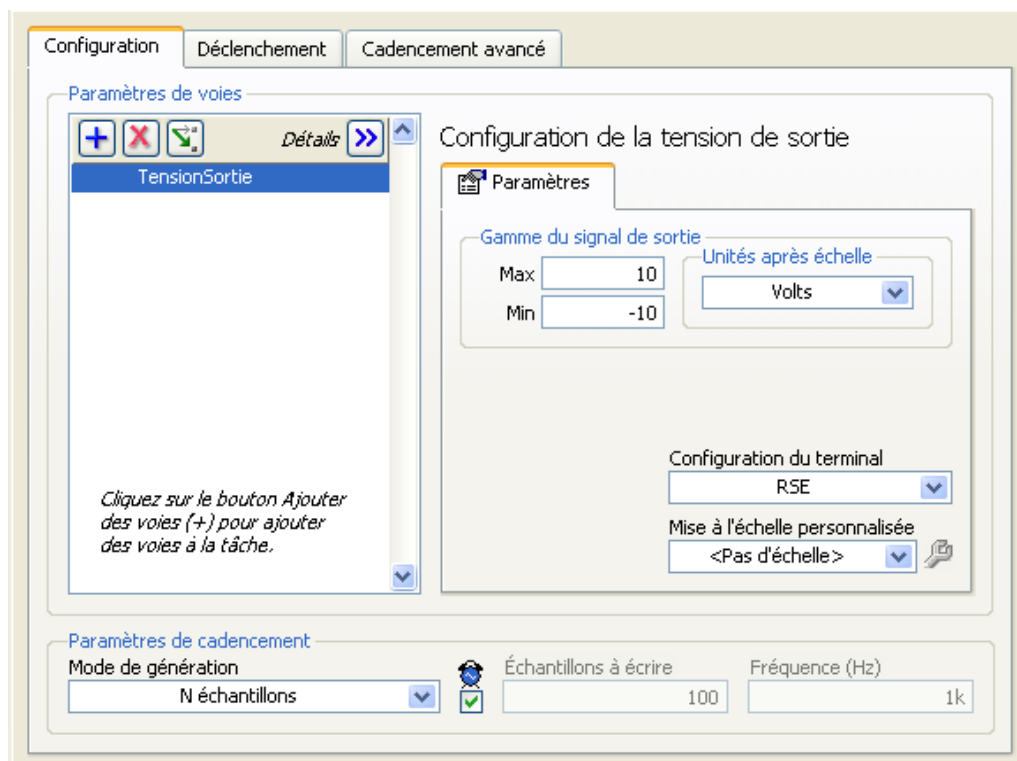 Configuration
Déclenchement
Cadencement avancé
Paramètres de voies
Détails
TensionSortie
Cliquez sur le bouton Ajouter
des voies (+) pour ajouter
des voies à la tâche.
Configuration de la tension de sortie
Paramètres
Gamme du signal de sortie
Max 10
Min -10
Unités après échelle
Volts
Configuration du terminal
RSE
Mise à l'échelle personnalisée
<Pas d'échelle>
Paramètres de cadencement
Mode de génération
N échantillons
Échantillons à écrire
100
Fréquence (Hz)
1k